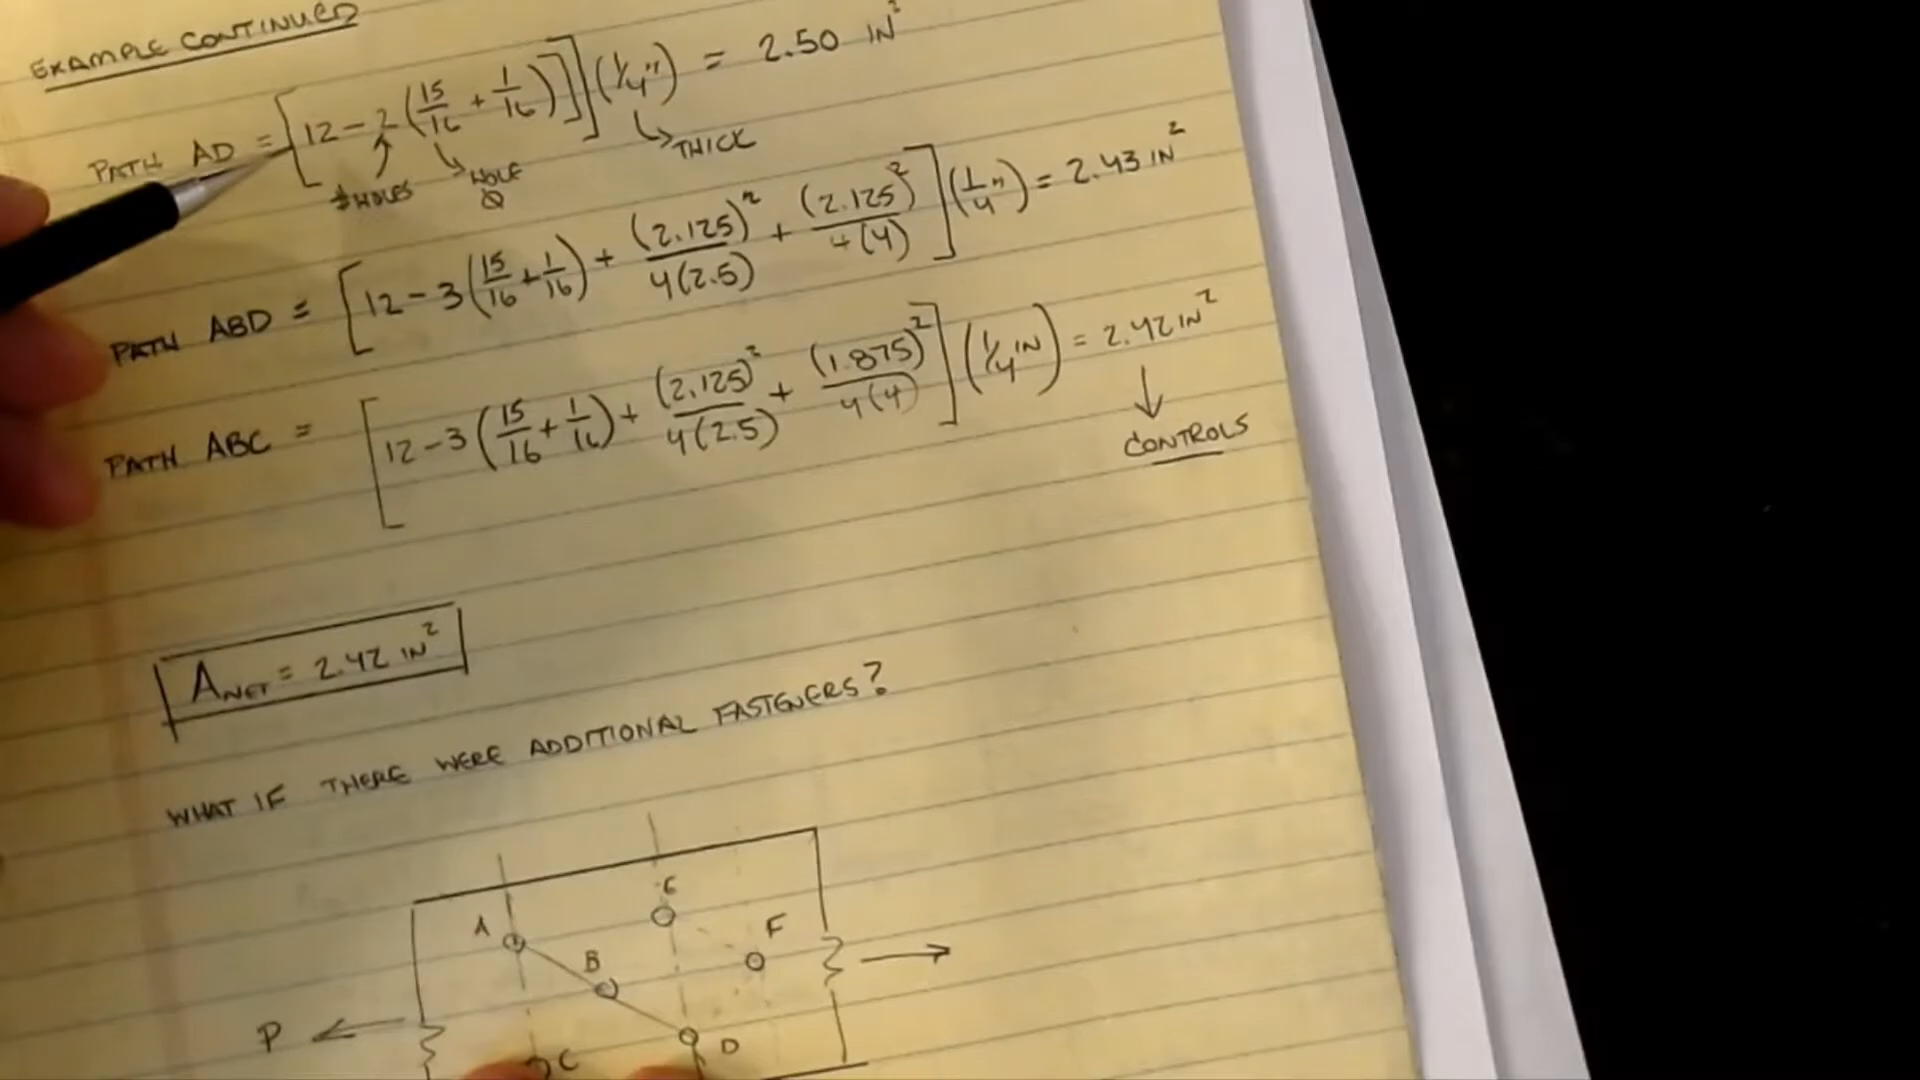 EXAMPLE CONTINUED
PATH AD = [12 - 2 (15/16 + 1/16)]] (1/4") = 2.50 IN²
# HOLES HOLE Ø THICK
PATH ABD = [12 - 3 (15/16 + 1/16) + (2.125)²/4(2.5) + (2.125)²/4(4)] (1/4") = 2.43 IN²
PATH ABC = [12 - 3 (15/16 + 1/16) + (2.125)²/4(2.5) + (1.875)²/4(4)] (1/4 IN) = 2.42 IN²
CONTROLS
ANET = 2.42 IN²
WHAT IF THERE WERE ADDITIONAL FASTENERS?
A
B
F
P
C
D